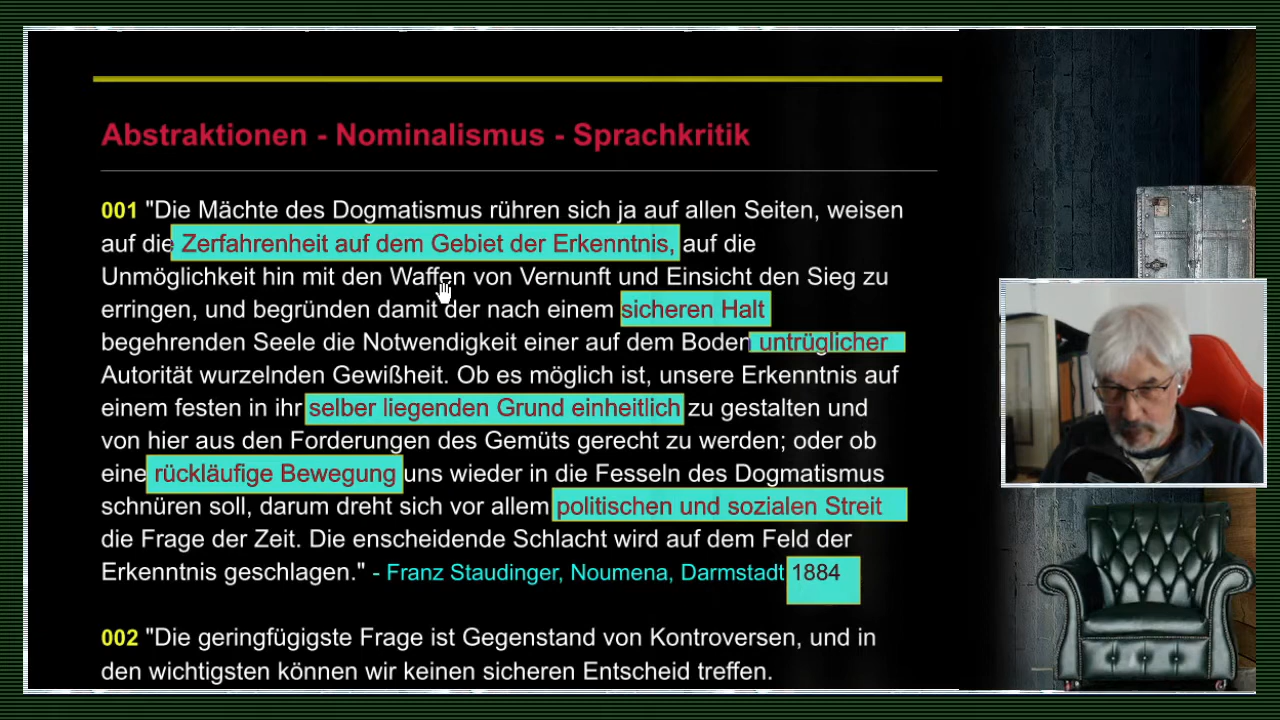 Abstraktionen - Nominalismus - Sprachkritik
001 "Die Mächte des Dogmatismus rühren sich ja auf allen Seiten, weisen
auf die Zerfahrenheit auf dem Gebiet der Erkenntnis, auf die
Unmöglichkeit hin mit den Waffen von Vernunft und Einsicht den Sieg zu
erringen, und begründen damit der nach einem sicheren Halt
begehrenden Seele die Notwendigkeit einer auf dem Boden untrüglicher
Autorität wurzelnden Gewißheit. Ob es möglich ist, unsere Erkenntnis auf
einem festen in ihr selber liegenden Grund einheitlich zu gestalten und
von hier aus den Forderungen des Gemüts gerecht zu werden; oder ob
eine rückläufige Bewegung uns wieder in die Fesseln des Dogmatismus
schnüren soll, darum dreht sich vor allem politischen und sozialen Streit
die Frage der Zeit. Die enscheidende Schlacht wird auf dem Feld der
Erkenntnis geschlagen." - Franz Staudinger, Noumena, Darmstadt 1884
002 "Die geringfügigste Frage ist Gegenstand von Kontroversen, und in
den wichtigsten können wir keinen sicheren Entscheid treffen.